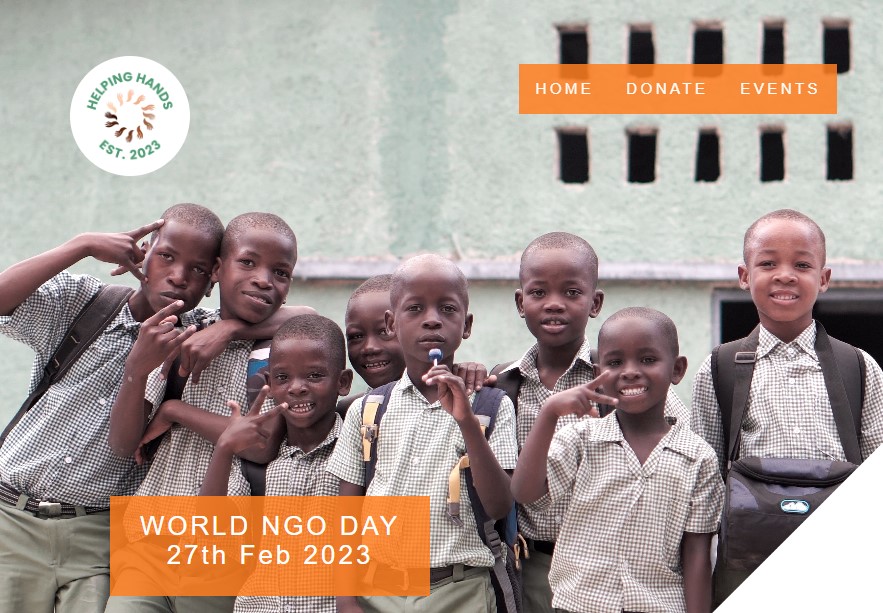 HELPING HANDS
EST. 2023
HOME DONATE EVENTS
WORLD NGO DAY
27th Feb 2023